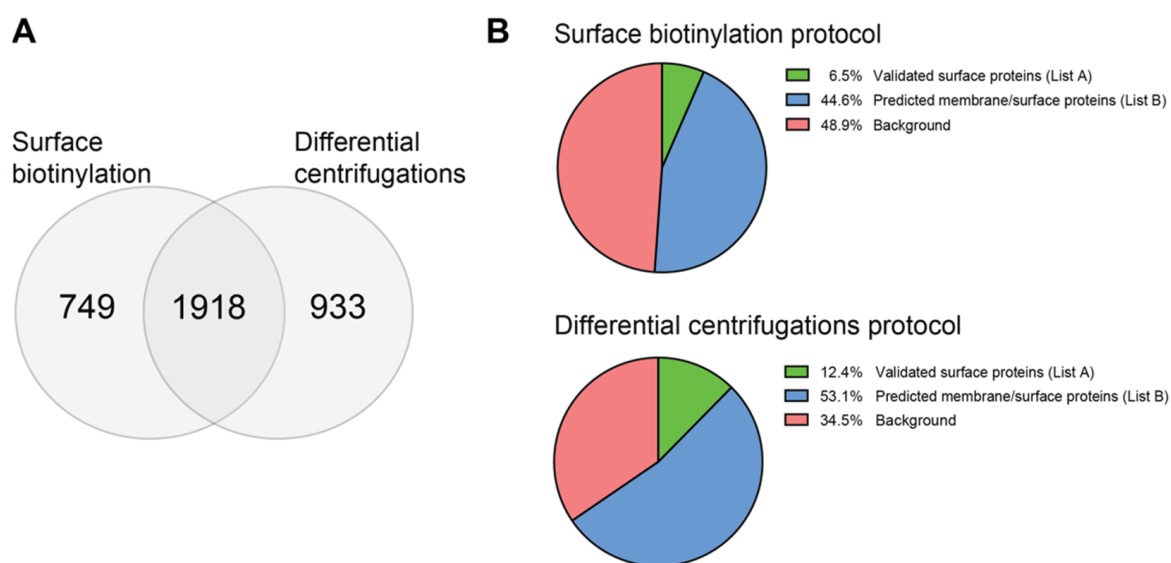 A
Surface
biotinylation
Differential
centrifugations
749
1918
933
B
Surface biotinylation protocol
6.5% Validated surface proteins (List A)
44.6% Predicted membrane/surface proteins (List B)
48.9% Background
Differential centrifugations protocol
12.4% Validated surface proteins (List A)
53.1% Predicted membrane/surface proteins (List B)
34.5% Background